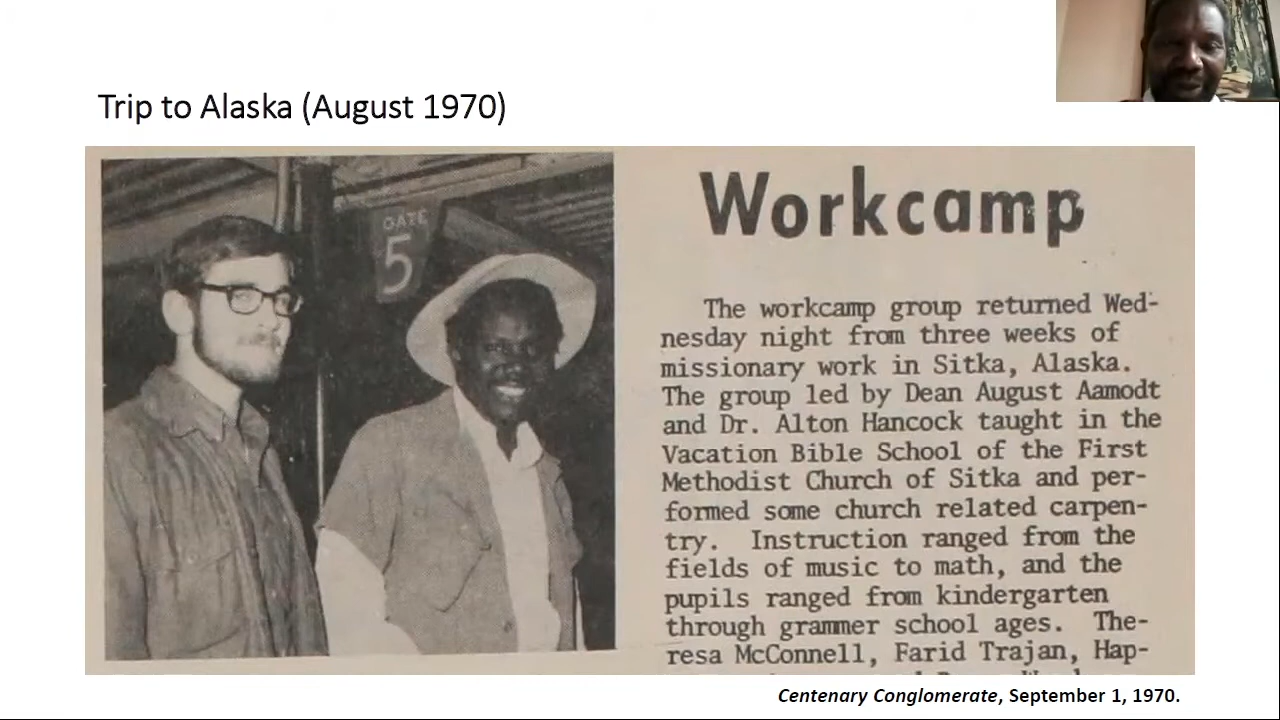 Trip to Alaska (August 1970)
GATE
5
Workcamp
The workcamp group returned Wed-
nesday night from three weeks of
missionary work in Sitka, Alaska.
The group led by Dean August Aamodt
and Dr. Alton Hancock taught in the
Vacation Bible School of the First
Methodist Church of Sitka and per-
formed some church related carpen-
try. Instruction ranged from the
fields of music to math, and the
pupils ranged from kindergarten
through grammer school ages. The-
resa McConnell, Farid Trajan, Hap-
Centenary Conglomerate, September 1, 1970.